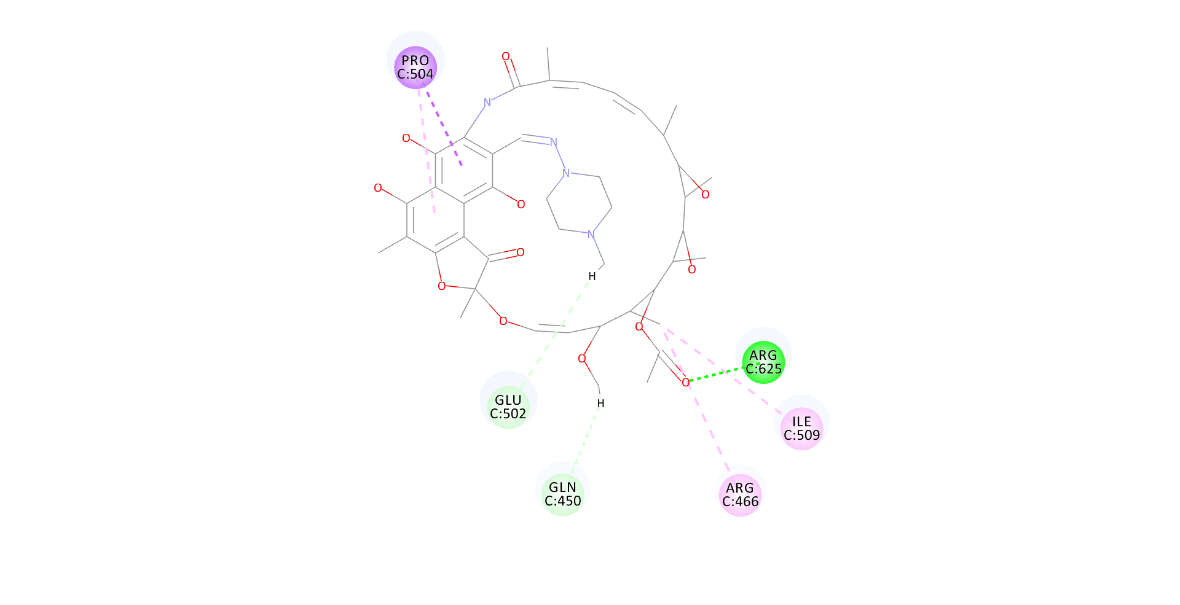 O
PRO
C:504
N
O
N
N
O
O
O
O
N
O
H
O
O
O
O
O
ARG
C:625
GLU
C:502
H
ILE
C:509
GLN
C:450
ARG
C:466